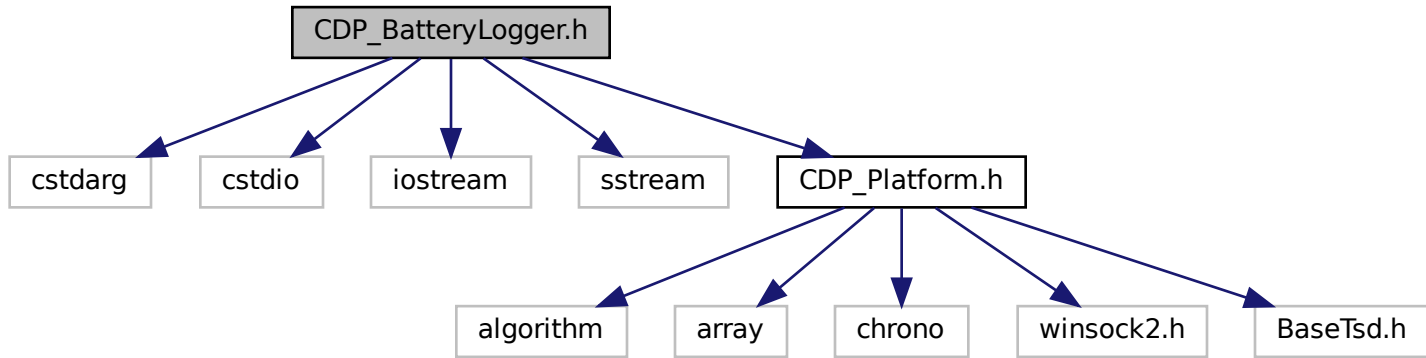 CDP_BatteryLogger.h
cstdarg
cstdio
iostream
sstream
CDP_Platform.h
algorithm
array
chrono
winsock2.h
BaseTsd.h